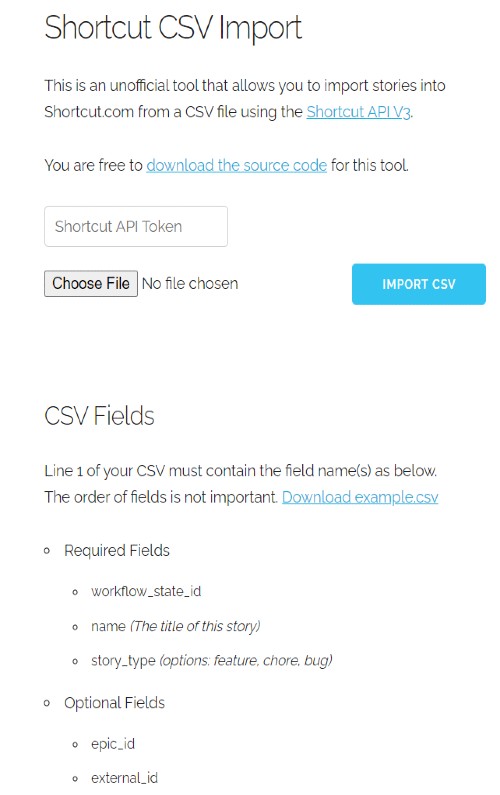 Shortcut CSV Import
This is an unofficial tool that allows you to import stories into
Shortcut.com from a CSV file using the Shortcut API V3.
You are free to download the source code for this tool.
Shortcut API Token
Choose File No file chosen
IMPORT CSV
CSV Fields
Line 1 of your CSV must contain the field name(s) as below.
The order of fields is not important. Download example.csv
Required Fields
workflow_state_id
name (The title of this story)
story_type (options: feature, chore, bug)
Optional Fields
epic_id
external_id